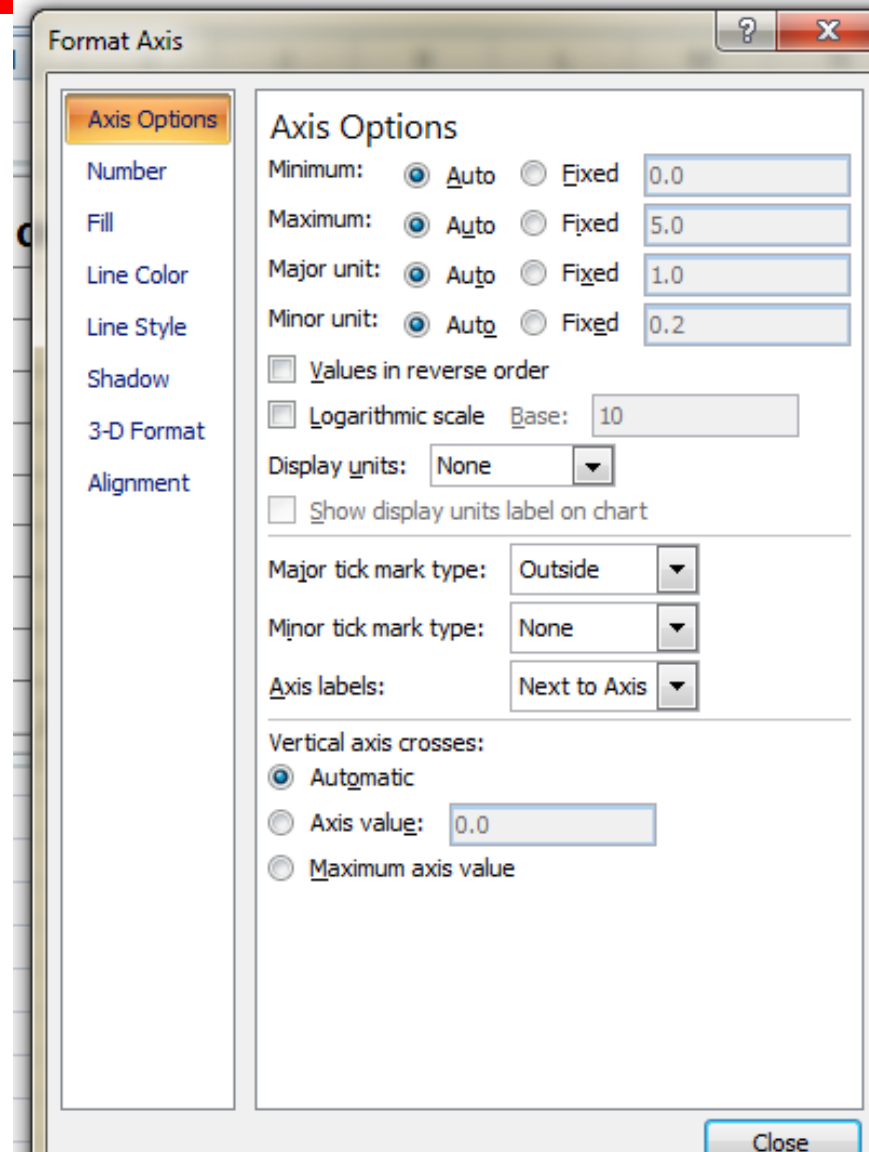 Format Axis
Axis Options
Number
Fill
Line Color
Line Style
Shadow
3-D Format
Alignment
Axis Options
Minimum: Auto Fixed 0.0
Maximum: Auto Fixed 5.0
Major unit: Auto Fixed 1.0
Minor unit: Auto Fixed 0.2
Values in reverse order
Logarithmic scale Base: 10
Display units: None
Show display units label on chart
Major tick mark type: Outside
Minor tick mark type: None
Axis labels: Next to Axis
Vertical axis crosses:
Automatic
Axis value: 0.0
Maximum axis value
Close